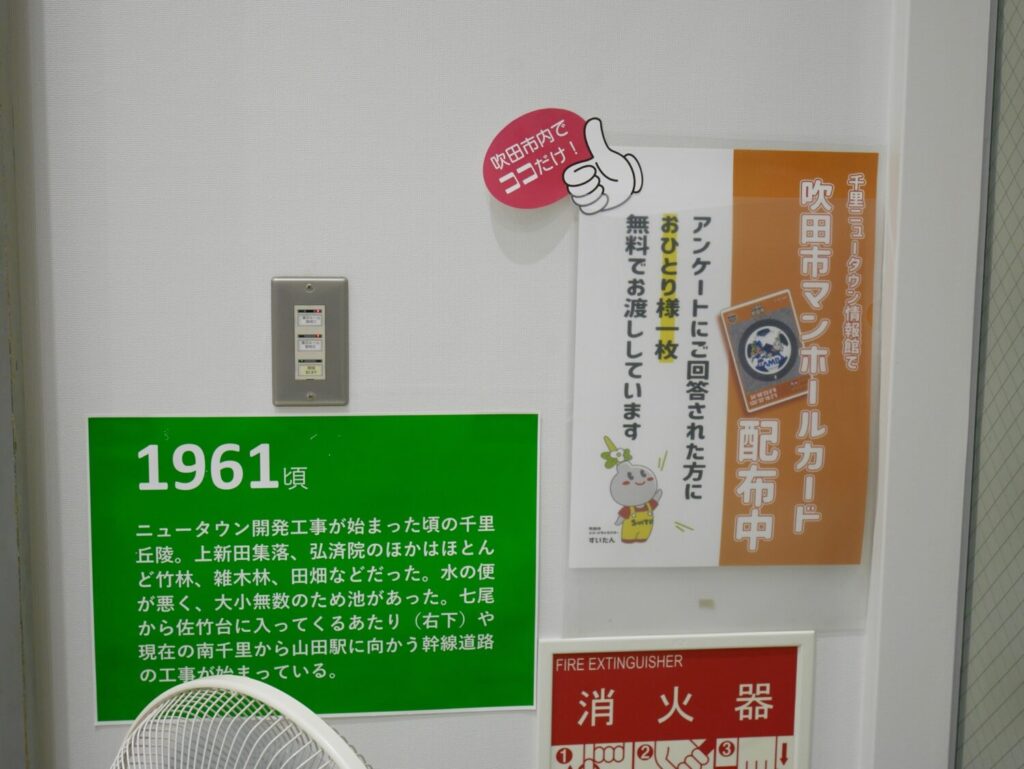 吹田市内で
ココだけ！
千里ニュータウン情報館で
吹田市マンホールカード
配布中
アンケートにご回答された方に
おひとり様一枚
無料でお渡ししています
すいたん
1961頃
ニュータウン開発工事が始まった頃の千里
丘陵。上新田集落、弘済院のほかはほとん
ど竹林、雑木林、田畑などだった。水の便
が悪く、大小無数のため池があった。七尾
から佐竹台に入ってくるあたり（右下）や
現在の南千里から山田駅に向かう幹線道路
の工事が始まっている。
FIRE EXTINGUISHER
消火器
1 2 3